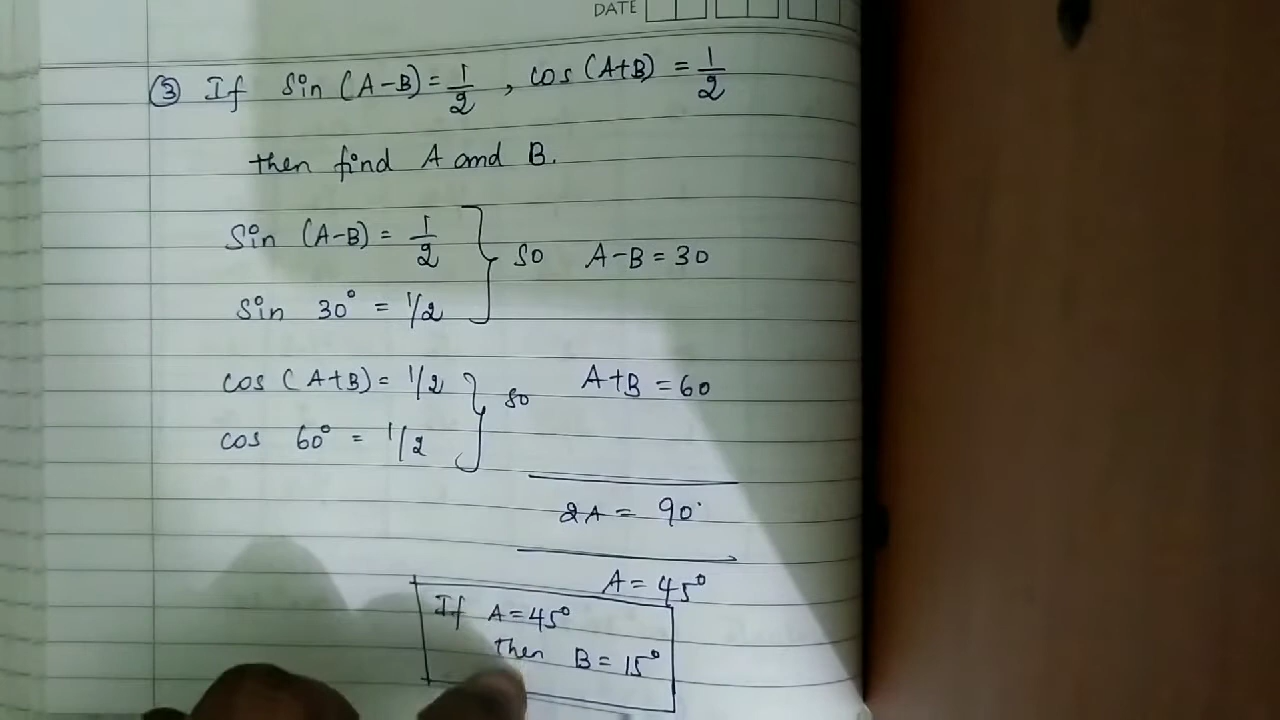 DATE
③ If Sin (A-B) = 1/2 , cos (A+B) = 1/2
then find A and B.
Sin (A-B) = 1/2 } so A-B = 30
Sin 30° = 1/2
cos (A+B) = 1/2 } so A+B = 60
cos 60° = 1/2
2A = 90°
A = 45°
If A = 45°
then B = 15°